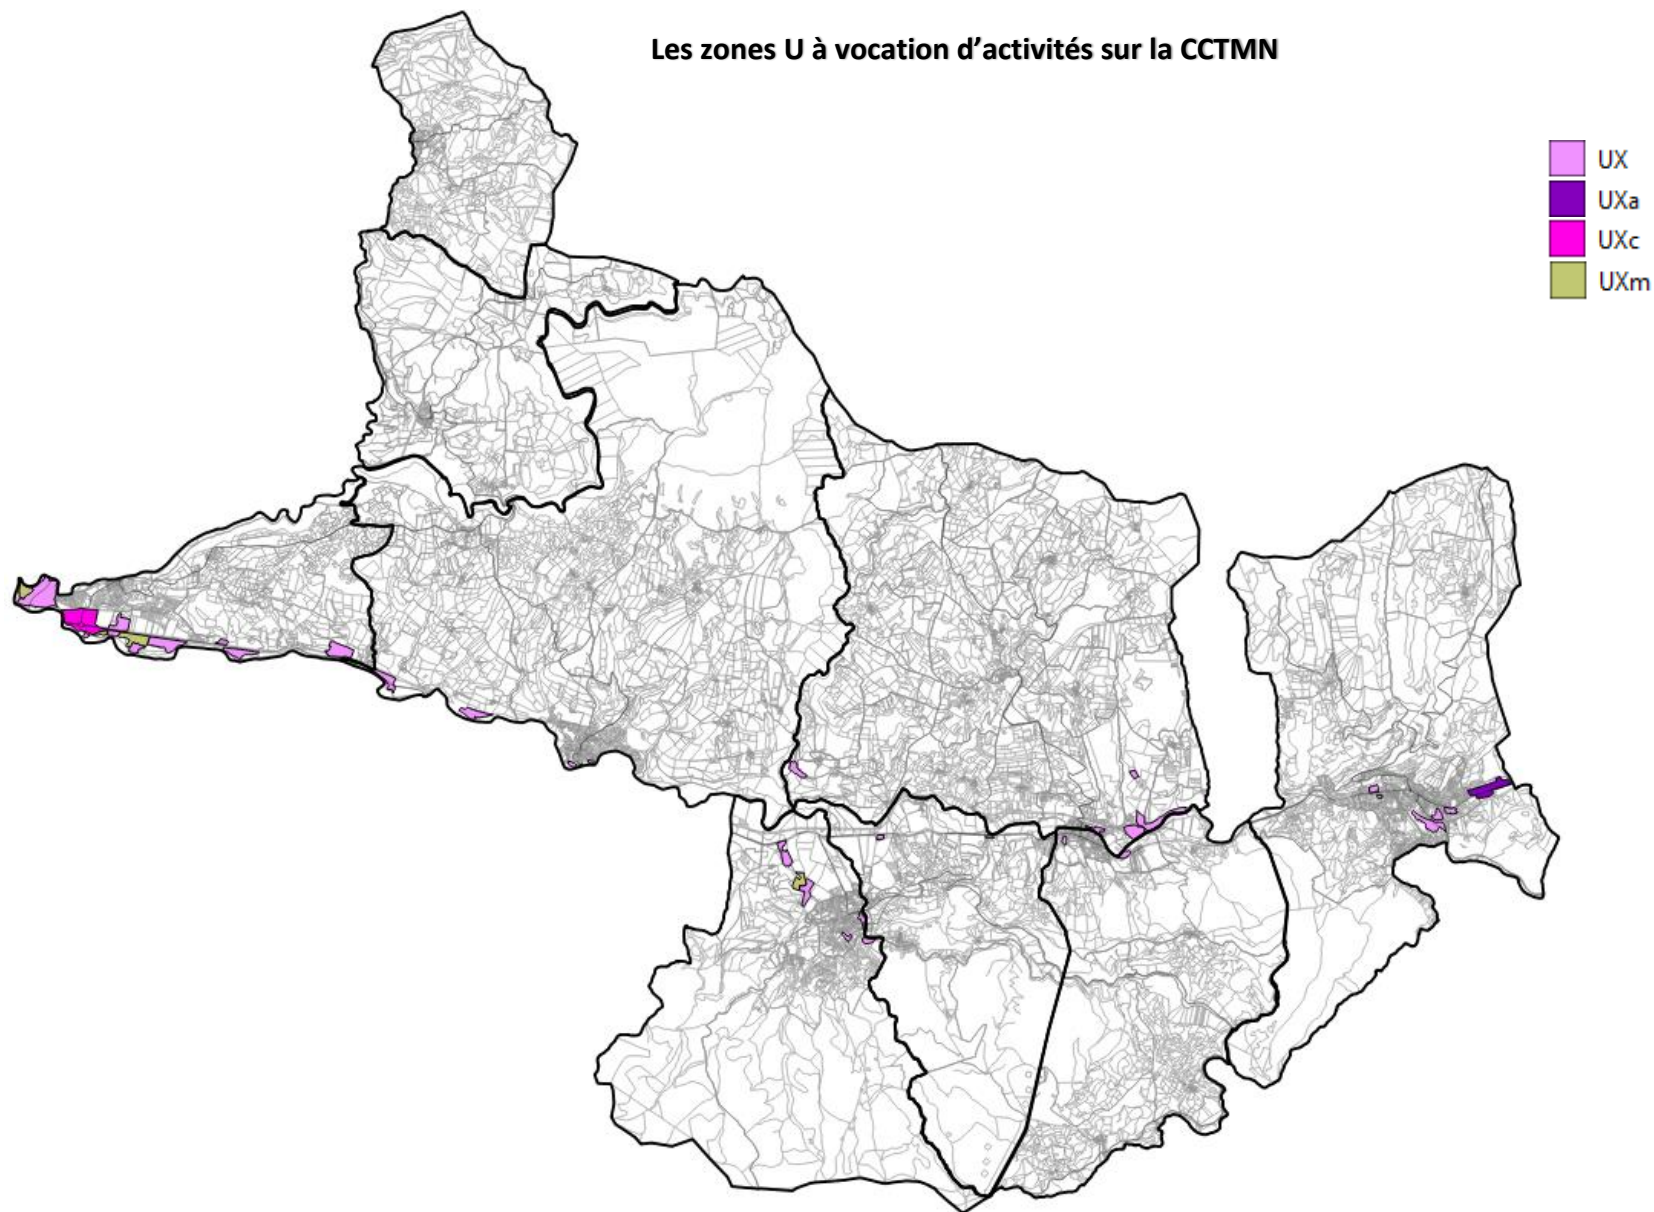 Les zones U à vocation d’activités sur la CCTMN
UX
UXa
UXc
UXm